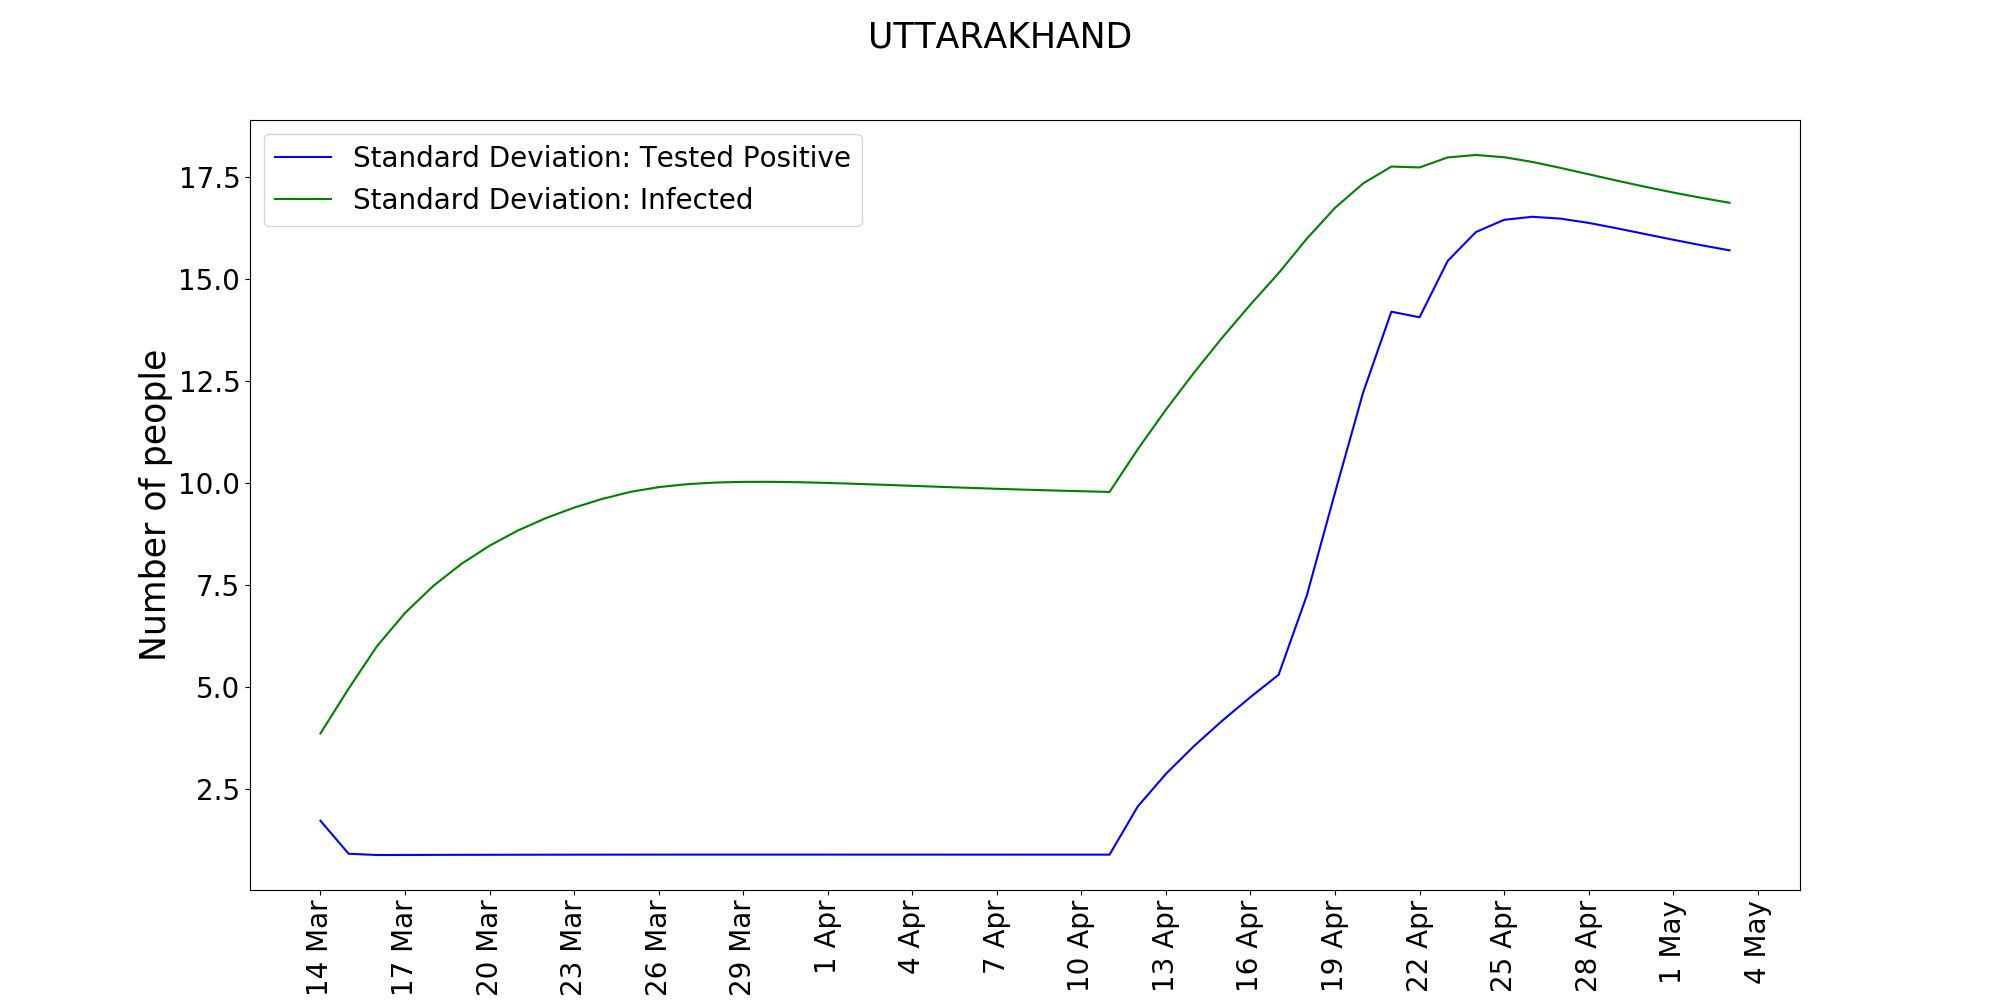 UTTARAKHAND
Standard Deviation: Tested Positive
Standard Deviation: Infected
Number of people
17.5
15.0
12.5
10.0
7.5
5.0
2.5
14 Mar
17 Mar
20 Mar
23 Mar
26 Mar
29 Mar
1 Apr
4 Apr
7 Apr
10 Apr
13 Apr
16 Apr
19 Apr
22 Apr
25 Apr
28 Apr
1 May
4 May